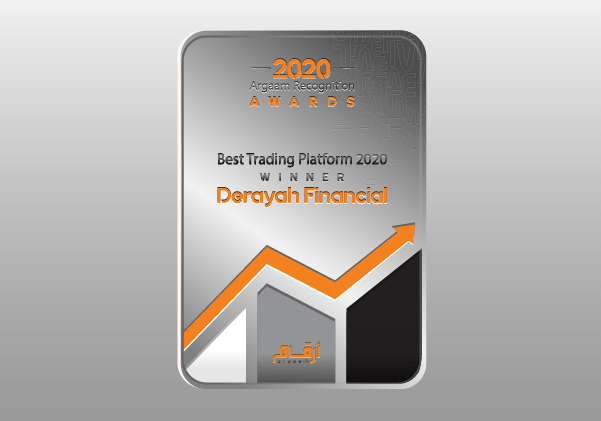 2020
Argaam Recognition
AWARDS
Best Trading Platform 2020
WINNER
Derayah Financial
أرقام